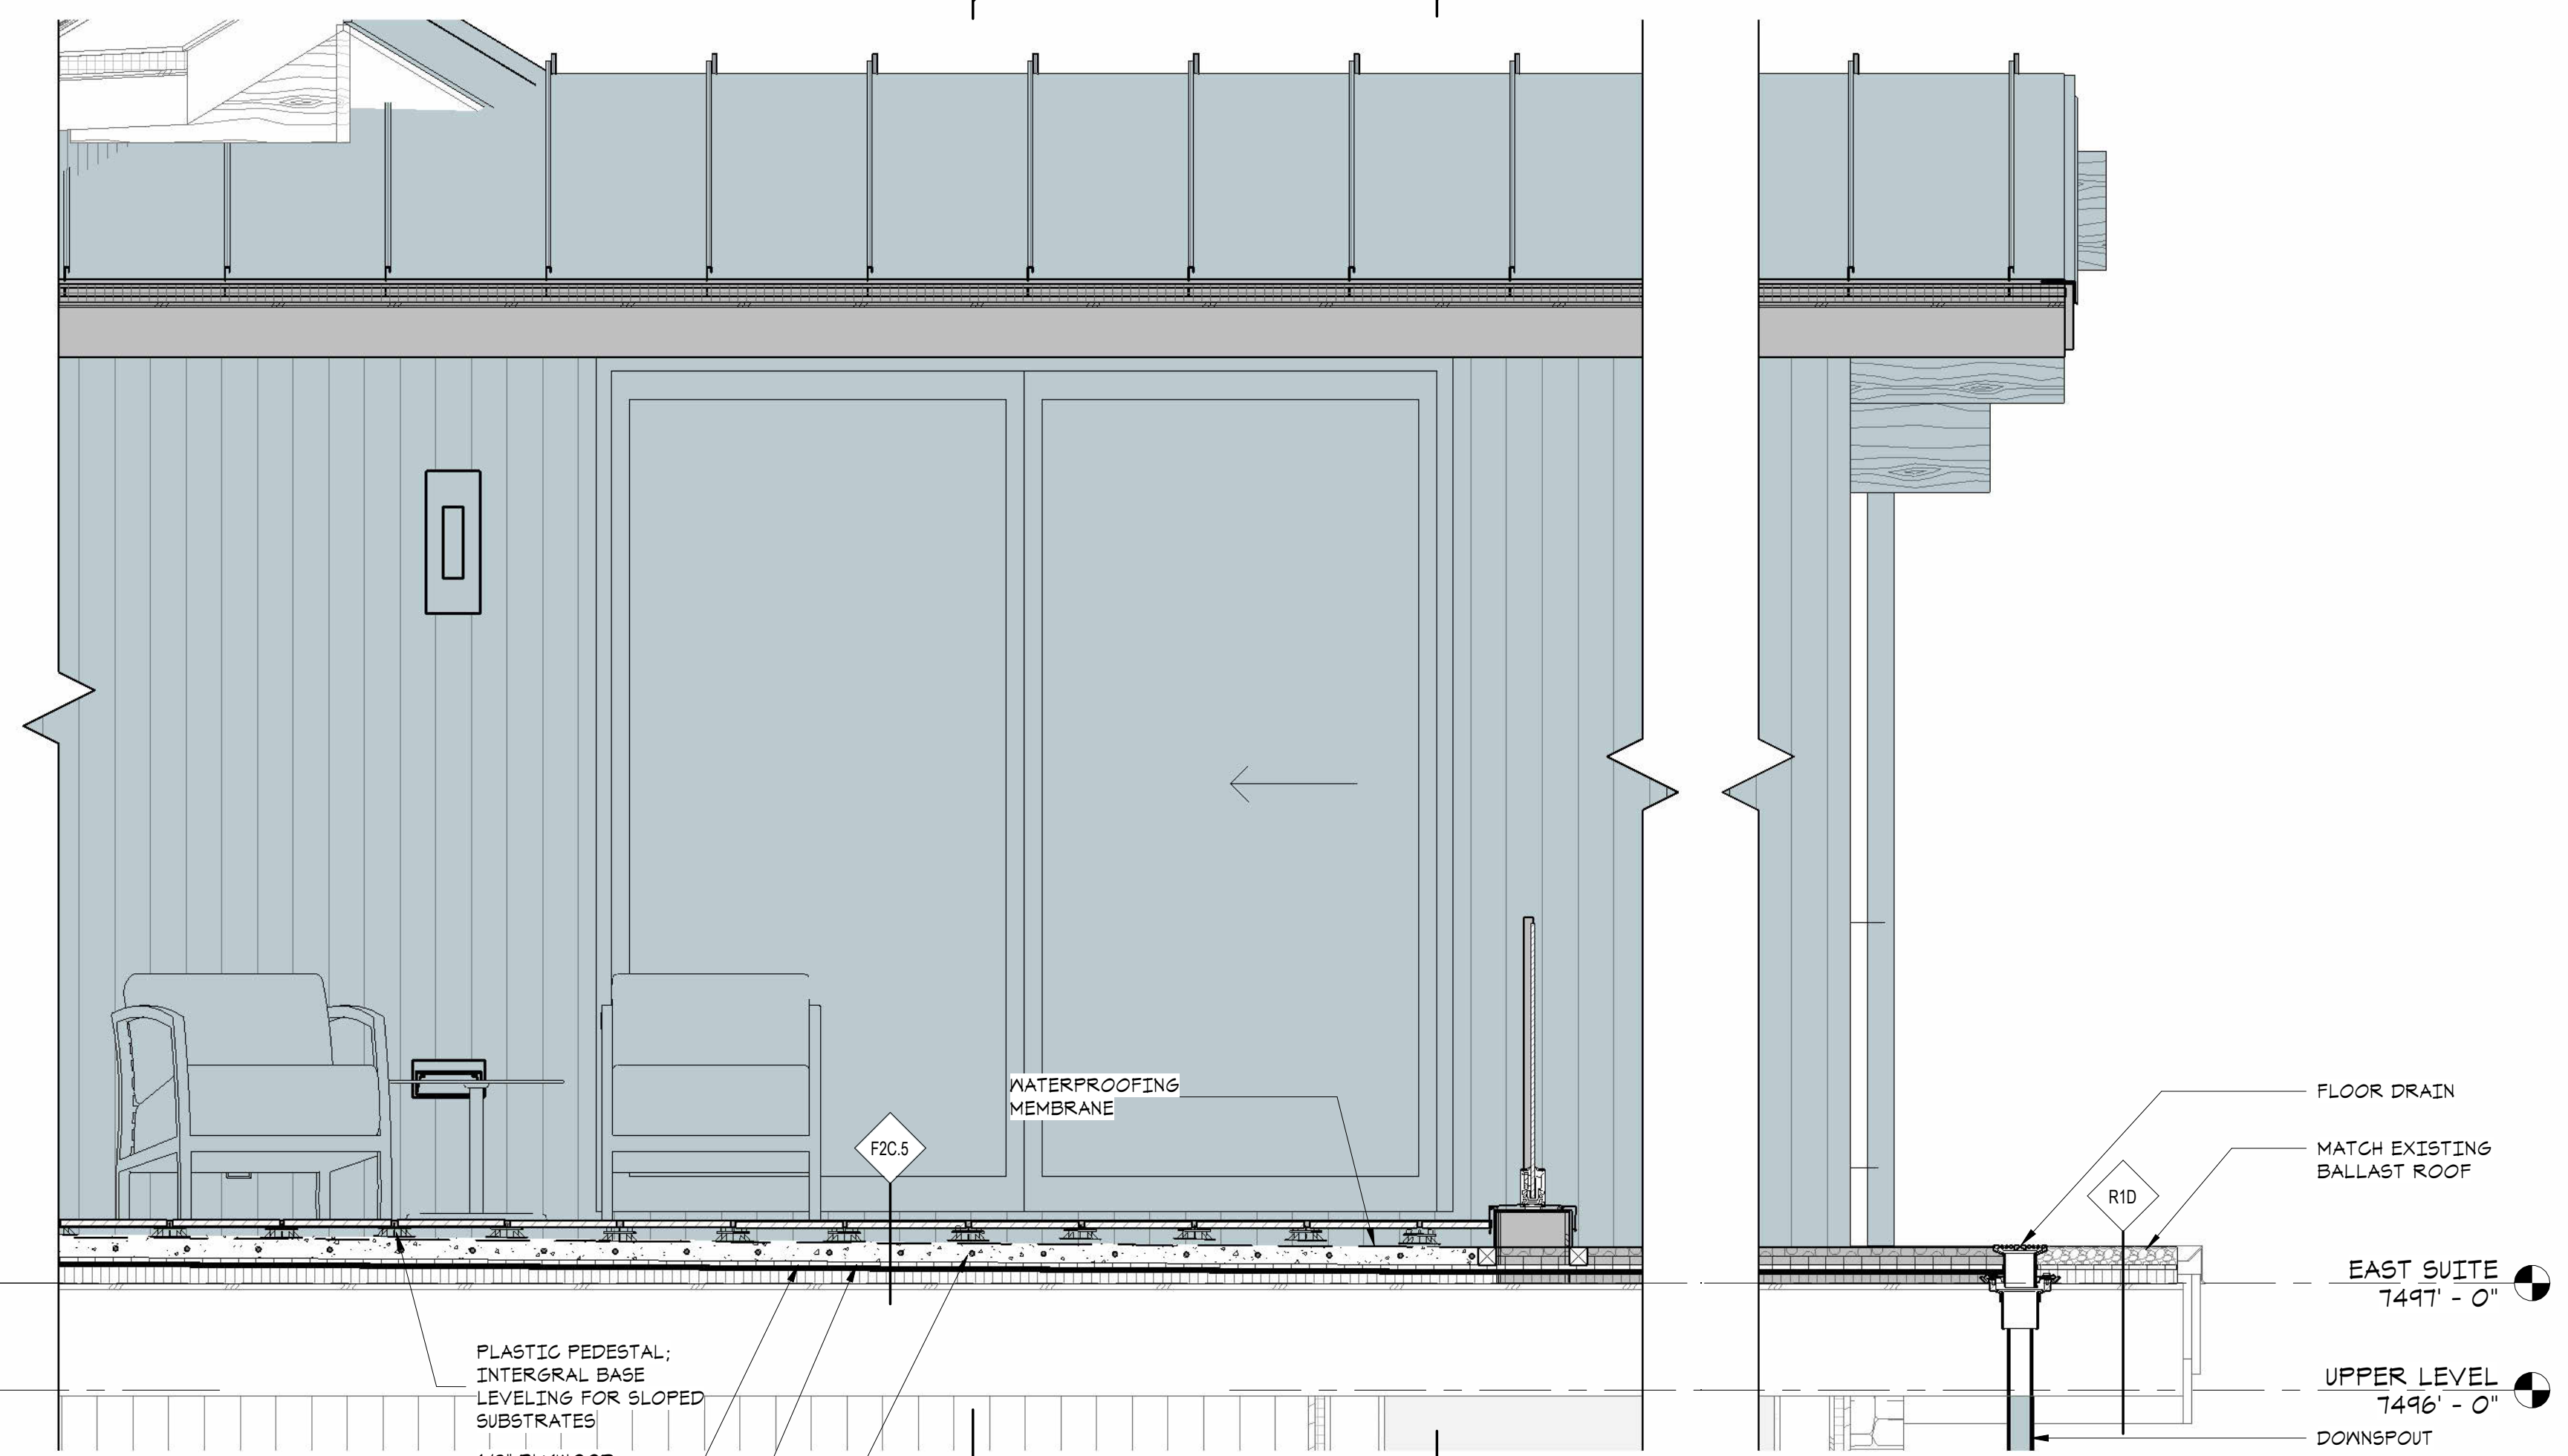 WATERPROOFING
MEMBRANE
F2C.5
FLOOR DRAIN
MATCH EXISTING
BALLAST ROOF
R1D
EAST SUITE
7497' - 0"
PLASTIC PEDESTAL;
INTERGRAL BASE
LEVELING FOR SLOPED
SUBSTRATES
UPPER LEVEL
7496' - 0"
DOWNSPOUT